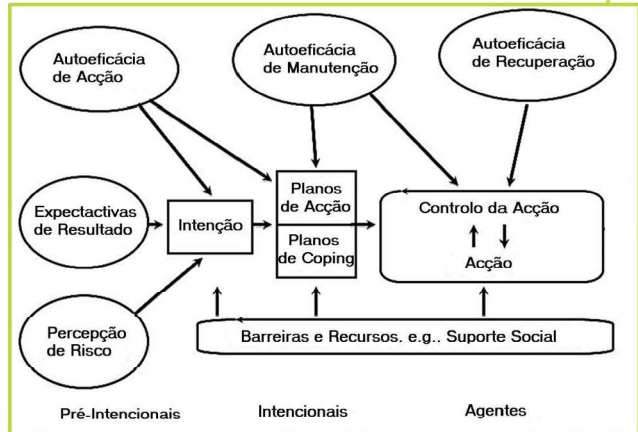 Autoeficácia
de Acção
Autoeficácia
de Manutenção
Autoeficácia
de Recuperação
Expectactivas
de Resultado
Intenção
Planos
de Acção
Planos
de Coping
Controlo da Acção
Acção
Percepção
de Risco
Barreiras e Recursos. e.g.. Suporte Social
Pré-Intencionais
Intencionais
Agentes